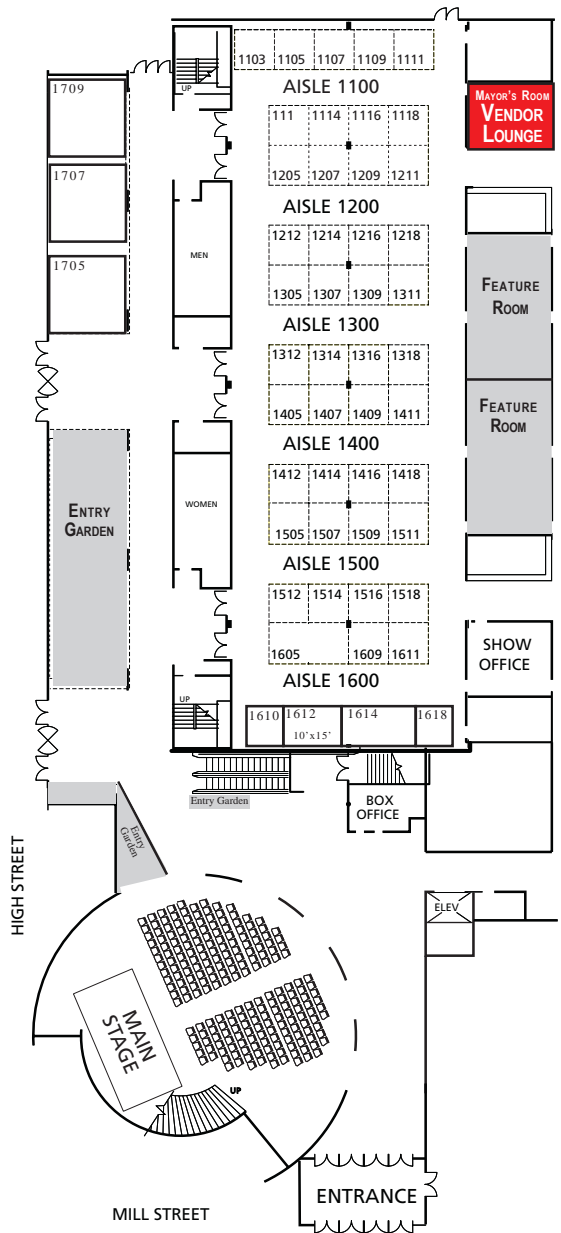 1103 1105 1107 1109 1111
UP
AISLE 1100
1709
MAYOR'S ROOM
VENDOR
LOUNGE
111 1114 1116 1118
1205 1207 1209 1211
1707
AISLE 1200
1212 1214 1216 1218
MEN
1705
FEATURE
ROOM
1305 1307 1309 1311
AISLE 1300
1312 1314 1316 1318
1405 1407 1409 1411
FEATURE
ROOM
AISLE 1400
1412 1414 1416 1418
WOMEN
ENTRY
GARDEN
1505 1507 1509 1511
AISLE 1500
1512 1514 1516 1518
1605 1609 1611
SHOW
OFFICE
AISLE 1600
UP
1610 1612 1614 1618
10'x15'
Entry Garden
BOX
OFFICE
Entry
Garden
HIGH STREET
ELEV
MAIN
STAGE
UP
ENTRANCE
MILL STREET